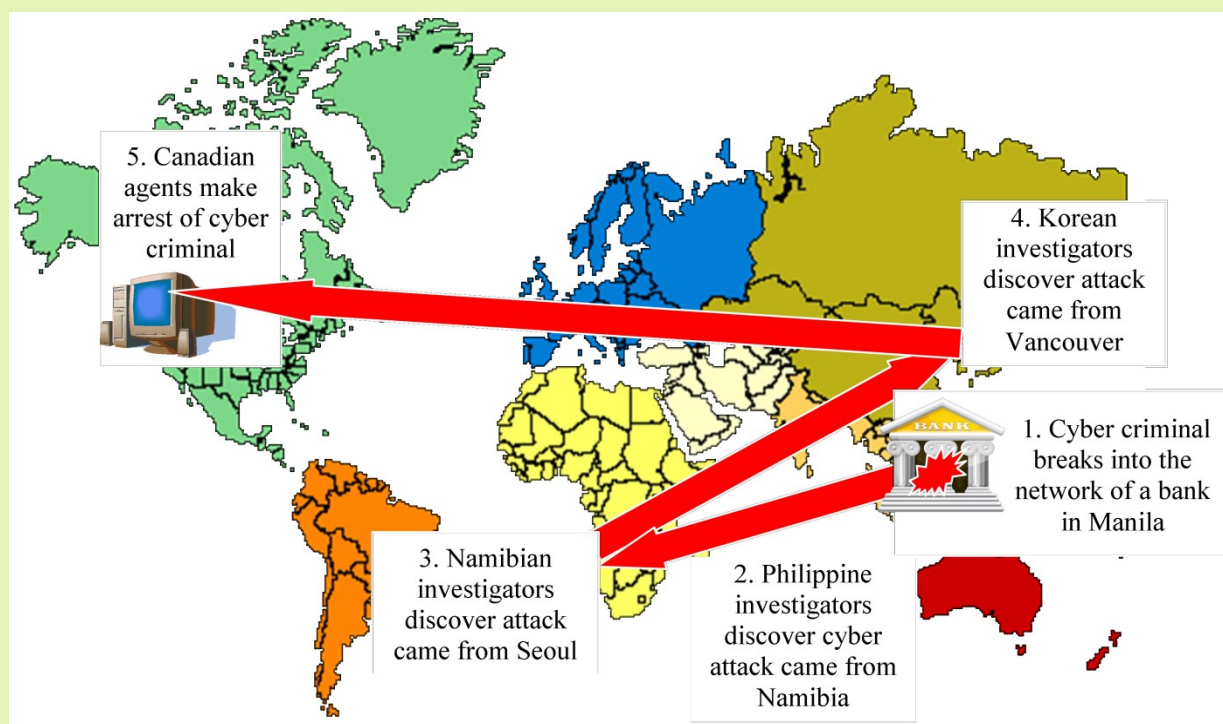 1. Cyber criminal
breaks into the
network of a bank
in Manila
BANK
2. Philippine
investigators
discover cyber
attack came from
Namibia
3. Namibian
investigators
discover attack
came from Seoul
4. Korean
investigators
discover attack
came from
Vancouver
5. Canadian
agents make
arrest of cyber
criminal